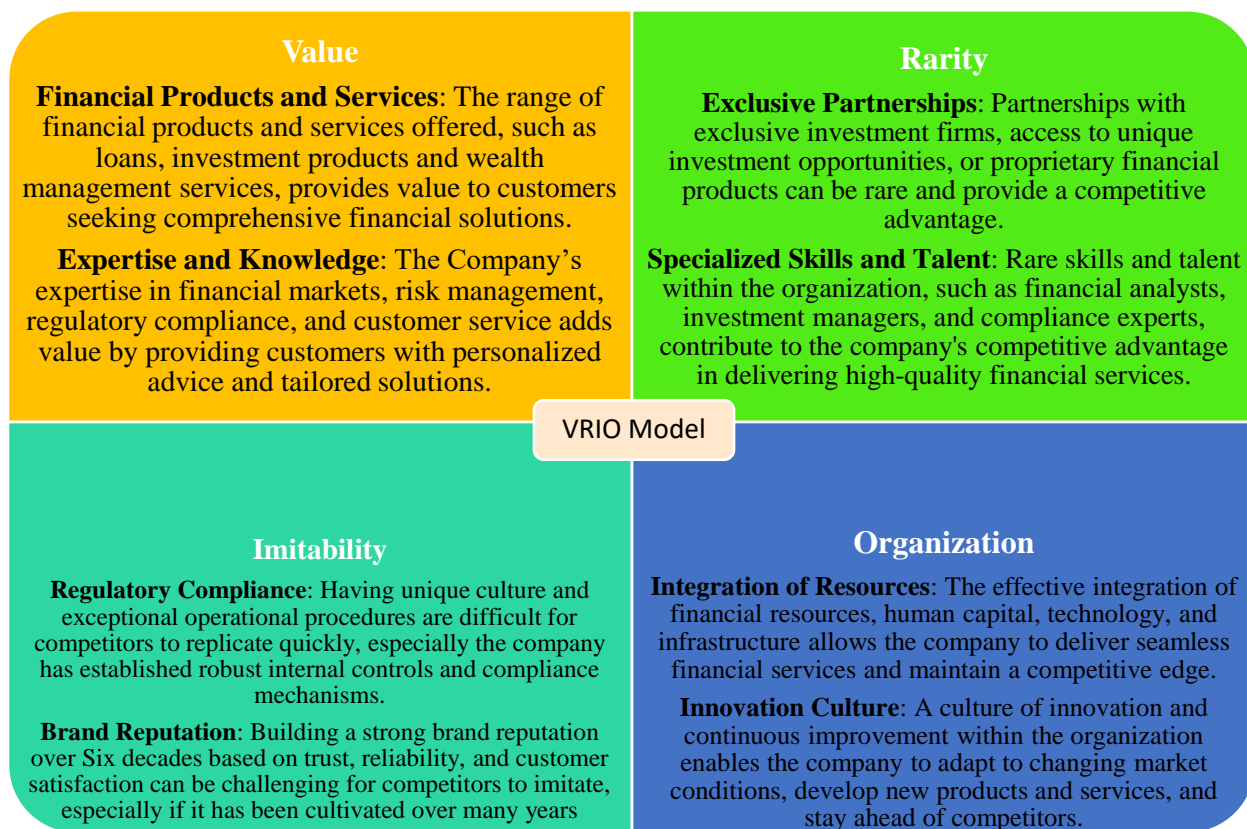 Value
Financial Products and Services: The range of
financial products and services offered, such as
loans, investment products and wealth
management services, provides value to customers
seeking comprehensive financial solutions.
Expertise and Knowledge: The Company’s
expertise in financial markets, risk management,
regulatory compliance, and customer service adds
value by providing customers with personalized
advice and tailored solutions.
Rarity
Exclusive Partnerships: Partnerships with
exclusive investment firms, access to unique
investment opportunities, or proprietary financial
products can be rare and provide a competitive
advantage.
Specialized Skills and Talent: Rare skills and talent
within the organization, such as financial analysts,
investment managers, and compliance experts,
contribute to the company's competitive advantage
in delivering high-quality financial services.
VRIO Model
Imitability
Regulatory Compliance: Having unique culture and
exceptional operational procedures are difficult for
competitors to replicate quickly, especially the company
has established robust internal controls and compliance
mechanisms.
Brand Reputation: Building a strong brand reputation
over Six decades based on trust, reliability, and customer
satisfaction can be challenging for competitors to imitate,
especially if it has been cultivated over many years
Organization
Integration of Resources: The effective integration of
financial resources, human capital, technology, and
infrastructure allows the company to deliver seamless
financial services and maintain a competitive edge.
Innovation Culture: A culture of innovation and
continuous improvement within the organization
enables the company to adapt to changing market
conditions, develop new products and services, and
stay ahead of competitors.